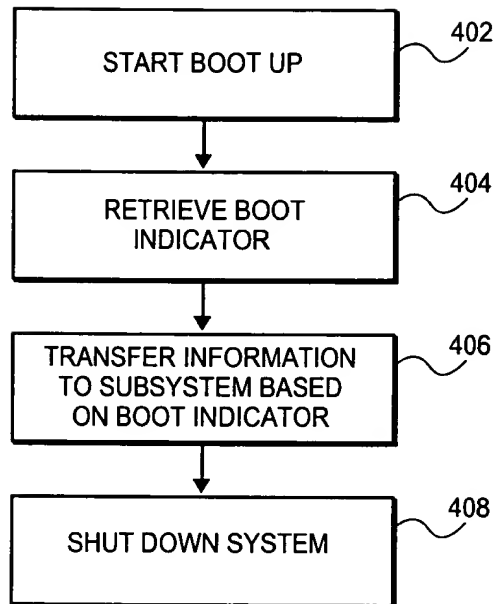 402
START BOOT UP
404
RETRIEVE BOOT
INDICATOR
406
TRANSFER INFORMATION
TO SUBSYSTEM BASED
ON BOOT INDICATOR
408
SHUT DOWN SYSTEM